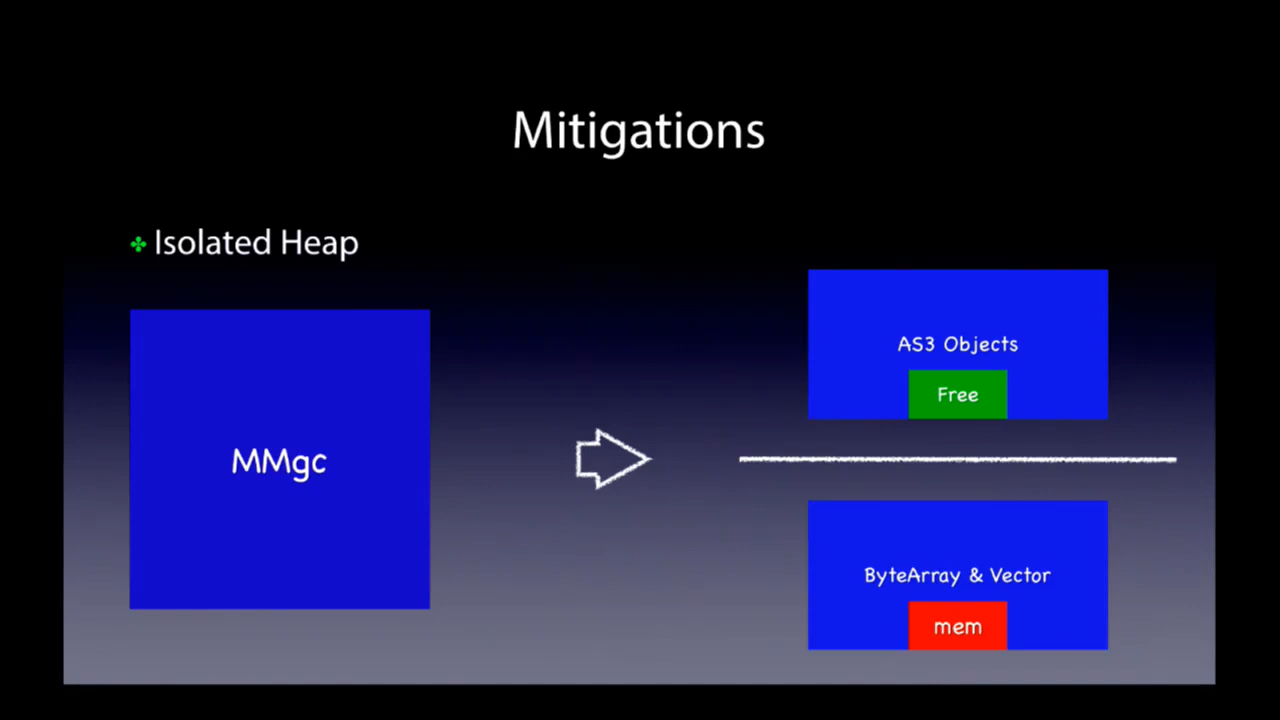 Mitigations
Isolated Heap
MMgc
AS3 Objects
Free
ByteArray & Vector
mem